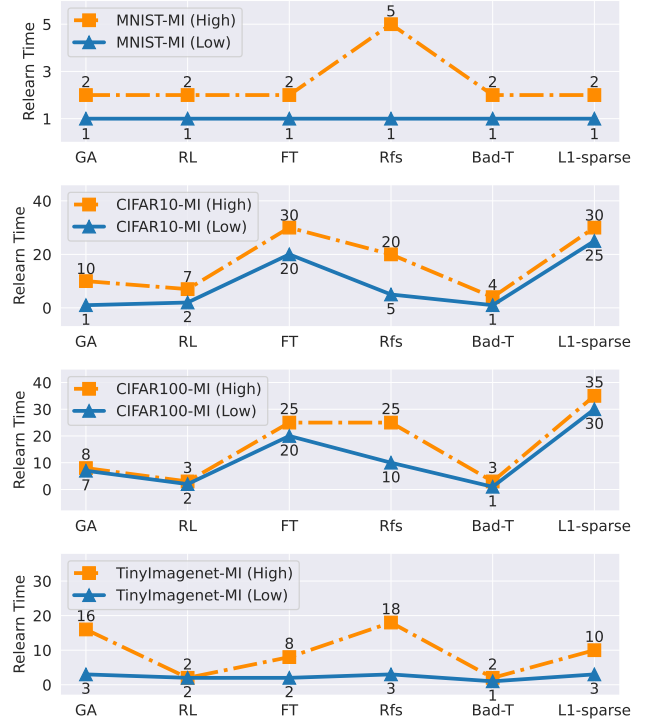 MNIST-MI (High)
MNIST-MI (Low)
Relearn Time
5
3
1
2 2 2 5 2 2
1 1 1 1 1 1
GA RL FT Rfs Bad-T L1-sparse
CIFAR10-MI (High)
CIFAR10-MI (Low)
Relearn Time
40
20
0
10 7 30 20 4 30
1 2 20 5 1 25
GA RL FT Rfs Bad-T L1-sparse
CIFAR100-MI (High)
CIFAR100-MI (Low)
Relearn Time
40
30
20
10
0
8 3 25 25 3 35
7 2 20 10 1 30
GA RL FT Rfs Bad-T L1-sparse
TinyImagenet-MI (High)
TinyImagenet-MI (Low)
Relearn Time
30
20
10
0
16 2 8 18 2 10
3 2 2 3 1 3
GA RL FT Rfs Bad-T L1-sparse